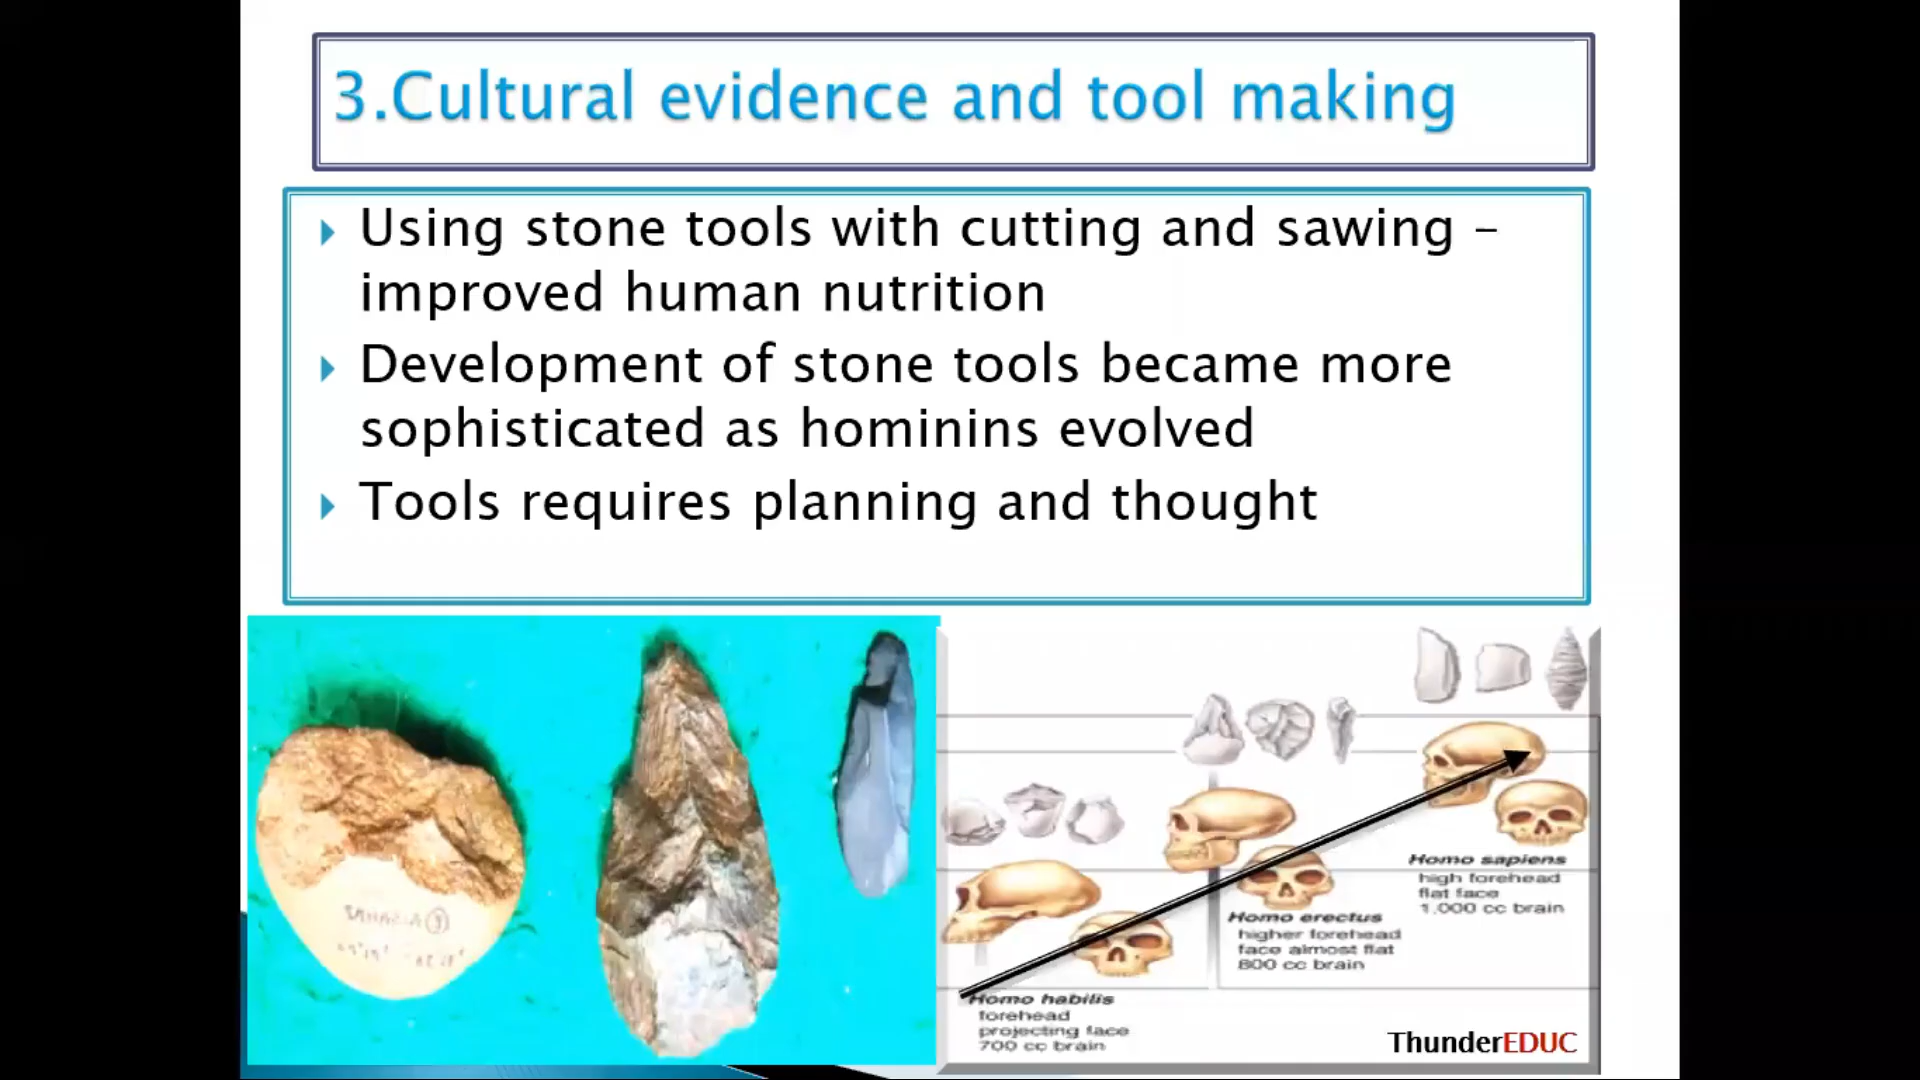 3.Cultural evidence and tool making
Using stone tools with cutting and sawing –
improved human nutrition
Development of stone tools became more
sophisticated as hominins evolved
Tools requires planning and thought
Homo sapiens
high forehead
flat face
1,000 cc brain
Homo erectus
higher forehead
face almost flat
800 cc brain
Homo habilis
forehead
projecting face
700 cc brain
ThunderEDUC